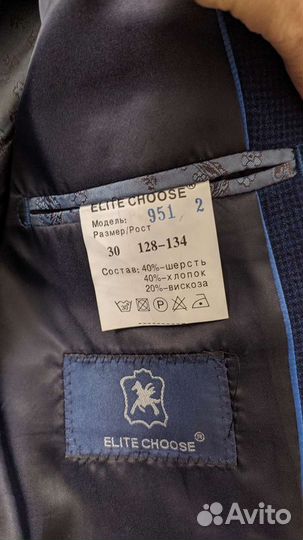 ELITE CHOOSE®
Модель: 951 2
Размер/Рост
30 128-134
Состав: 40%-шерсть
40%-хлопок
20%-вискоза
P
ELITE CHOOSE®
Avito